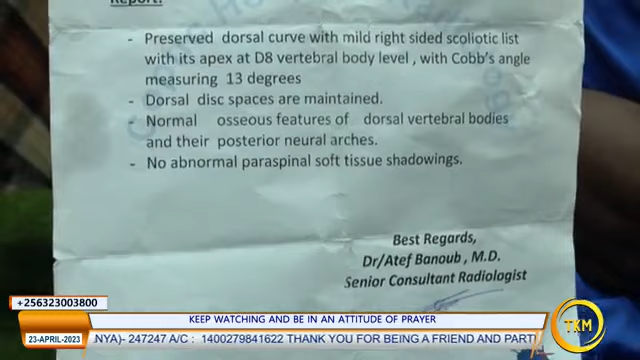 Report:
- Preserved dorsal curve with mild right sided scoliotic list
with its apex at D8 vertebral body level , with Cobb's angle
measuring 13 degrees
- Dorsal disc spaces are maintained.
- Normal osseous features of dorsal vertebral bodies
and their posterior neural arches.
- No abnormal paraspinal soft tissue shadowings.
Best Regards,
Dr/Atef Banoub , M.D.
Senior Consultant Radiologist
+256323003800
KEEP WATCHING AND BE IN AN ATTITUDE OF PRAYER
23-APRIL-2023
NYA)- 247247 A/C : 1400279841622 THANK YOU FOR BEING A FRIEND AND PART
TKM